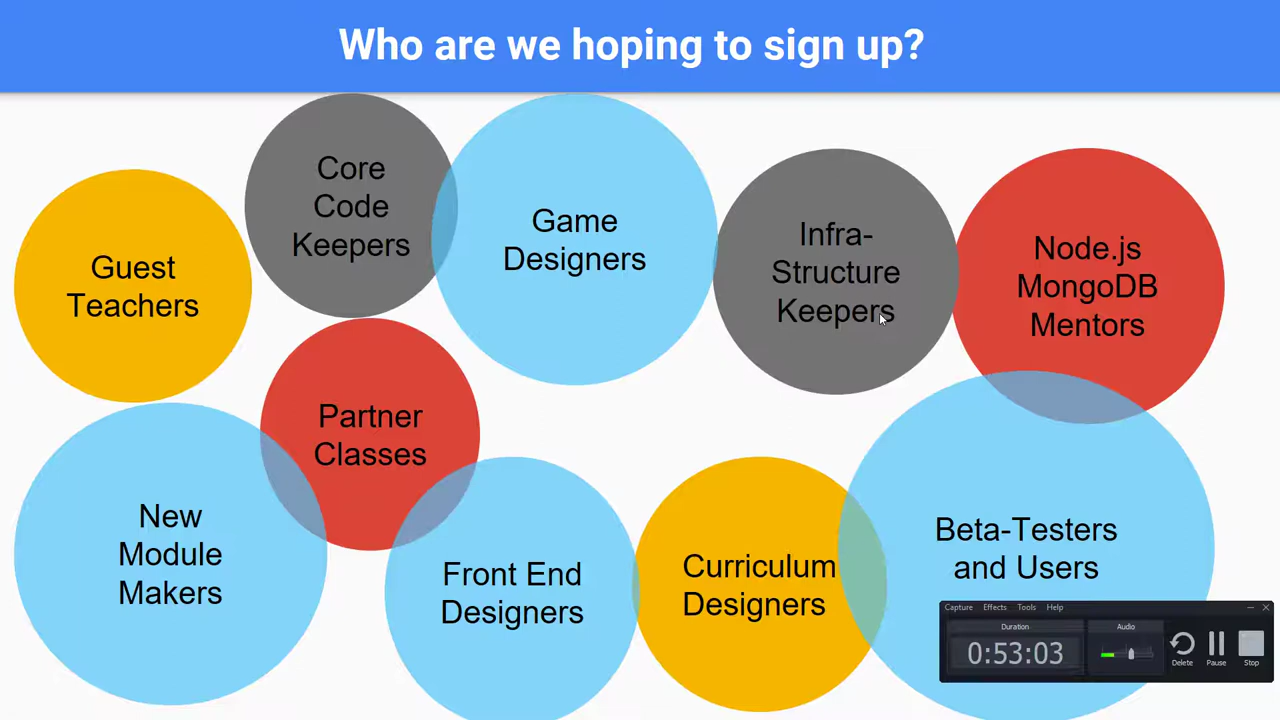 Who are we hoping to sign up?
Core
Code
Keepers
Game
Designers
Infra-
Structure
Keepers
Node.js
MongoDB
Mentors
Guest
Teachers
Partner
Classes
New
Module
Makers
Front End
Designers
Curriculum
Designers
Beta-Testers
and Users
Capture Effects Tools Help
Duration Audio
0:53:03
Delete Pause Stop